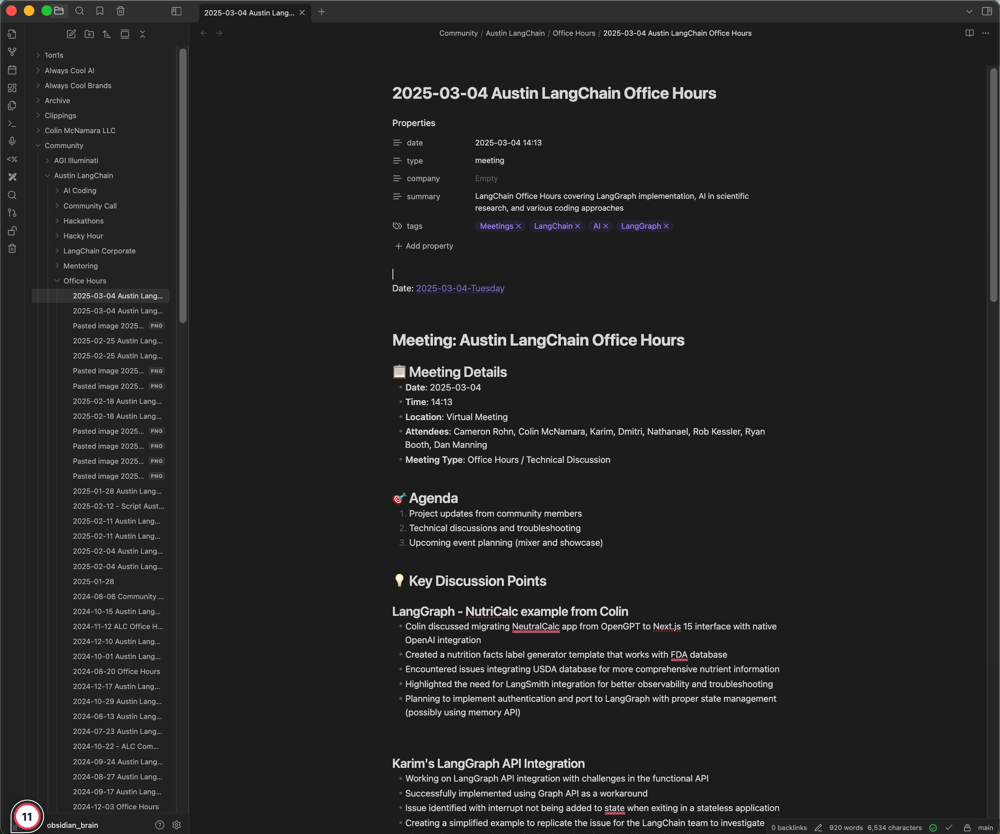 2025-03-04 Austin Lang...
Community / Austin LangChain / Office Hours / 2025-03-04 Austin LangChain Office Hours
1on1s
Always Cool AI
Always Cool Brands
Archive
Clippings
Colin McNamara LLC
Community
AGI Illuminati
Austin LangChain
AI Coding
Community Call
Hackathons
Hacky Hour
LangChain Corporate
Mentoring
Office Hours
2025-03-04 Austin Lang...
2025-03-04 Austin Lang...
Pasted image 2025... PNG
2025-02-25 Austin Lang...
2025-02-25 Austin Lang...
Pasted image 2025... PNG
Pasted image 2025... PNG
2025-02-18 Austin Lang...
2025-02-18 Austin Lang...
Pasted image 2025... PNG
Pasted image 2025... PNG
Pasted image 2025... PNG
Pasted image 2025... PNG
2025-01-28 Austin Lang...
2025-02-12 - Script Aust...
2025-02-11 Austin Lang...
2025-02-11 Austin Lang...
2025-02-04 Austin Lang...
2025-02-04 Austin Lang...
2025-01-28
2024-08-06 Community ...
2024-10-15 Austin Lang...
2024-11-12 ALC Office H...
2024-12-10 Austin Lang...
2024-10-01 Austin Lang...
2024-08-20 Office Hours
2024-12-17 Austin Lang...
2024-10-29 Austin Lang...
2024-08-13 Austin Lang...
2024-07-23 Austin Lang...
2024-10-22 - ALC Com...
2024-09-24 Austin Lang...
2024-08-27 Austin Lang...
2024-09-17 Austin Lang...
2024-12-03 Office Hours
11
obsidian_brain
2025-03-04 Austin LangChain Office Hours
Properties
date 2025-03-04 14:13
type meeting
company Empty
summary LangChain Office Hours covering LangGraph implementation, AI in scientific
research, and various coding approaches
tags Meetings LangChain AI LangGraph
Add property
Date: 2025-03-04-Tuesday
Meeting: Austin LangChain Office Hours
📋 Meeting Details
• Date: 2025-03-04
• Time: 14:13
• Location: Virtual Meeting
• Attendees: Cameron Rohn, Colin McNamara, Karim, Dmitri, Nathanael, Rob Kessler, Ryan
Booth, Dan Manning
• Meeting Type: Office Hours / Technical Discussion
🎯 Agenda
1. Project updates from community members
2. Technical discussions and troubleshooting
3. Upcoming event planning (mixer and showcase)
💡 Key Discussion Points
LangGraph - NutriCalc example from Colin
• Colin discussed migrating NeutralCalc app from OpenGPT to Next.js 15 interface with native
OpenAI integration
• Created a nutrition facts label generator template that works with FDA database
• Encountered issues integrating USDA database for more comprehensive nutrient information
• Highlighted the need for LangSmith integration for better observability and troubleshooting
• Planning to implement authentication and port to LangGraph with proper state management
(possibly using memory API)
Karim's LangGraph API Integration
• Working on LangGraph API integration with challenges in the functional API
• Successfully implemented using Graph API as a workaround
• Issue identified with interrupt not being added to state when exiting in a stateless application
• Creating a simplified example to replicate the issue for the LangChain team to investigate
0 backlinks 920 words 6,534 characters main